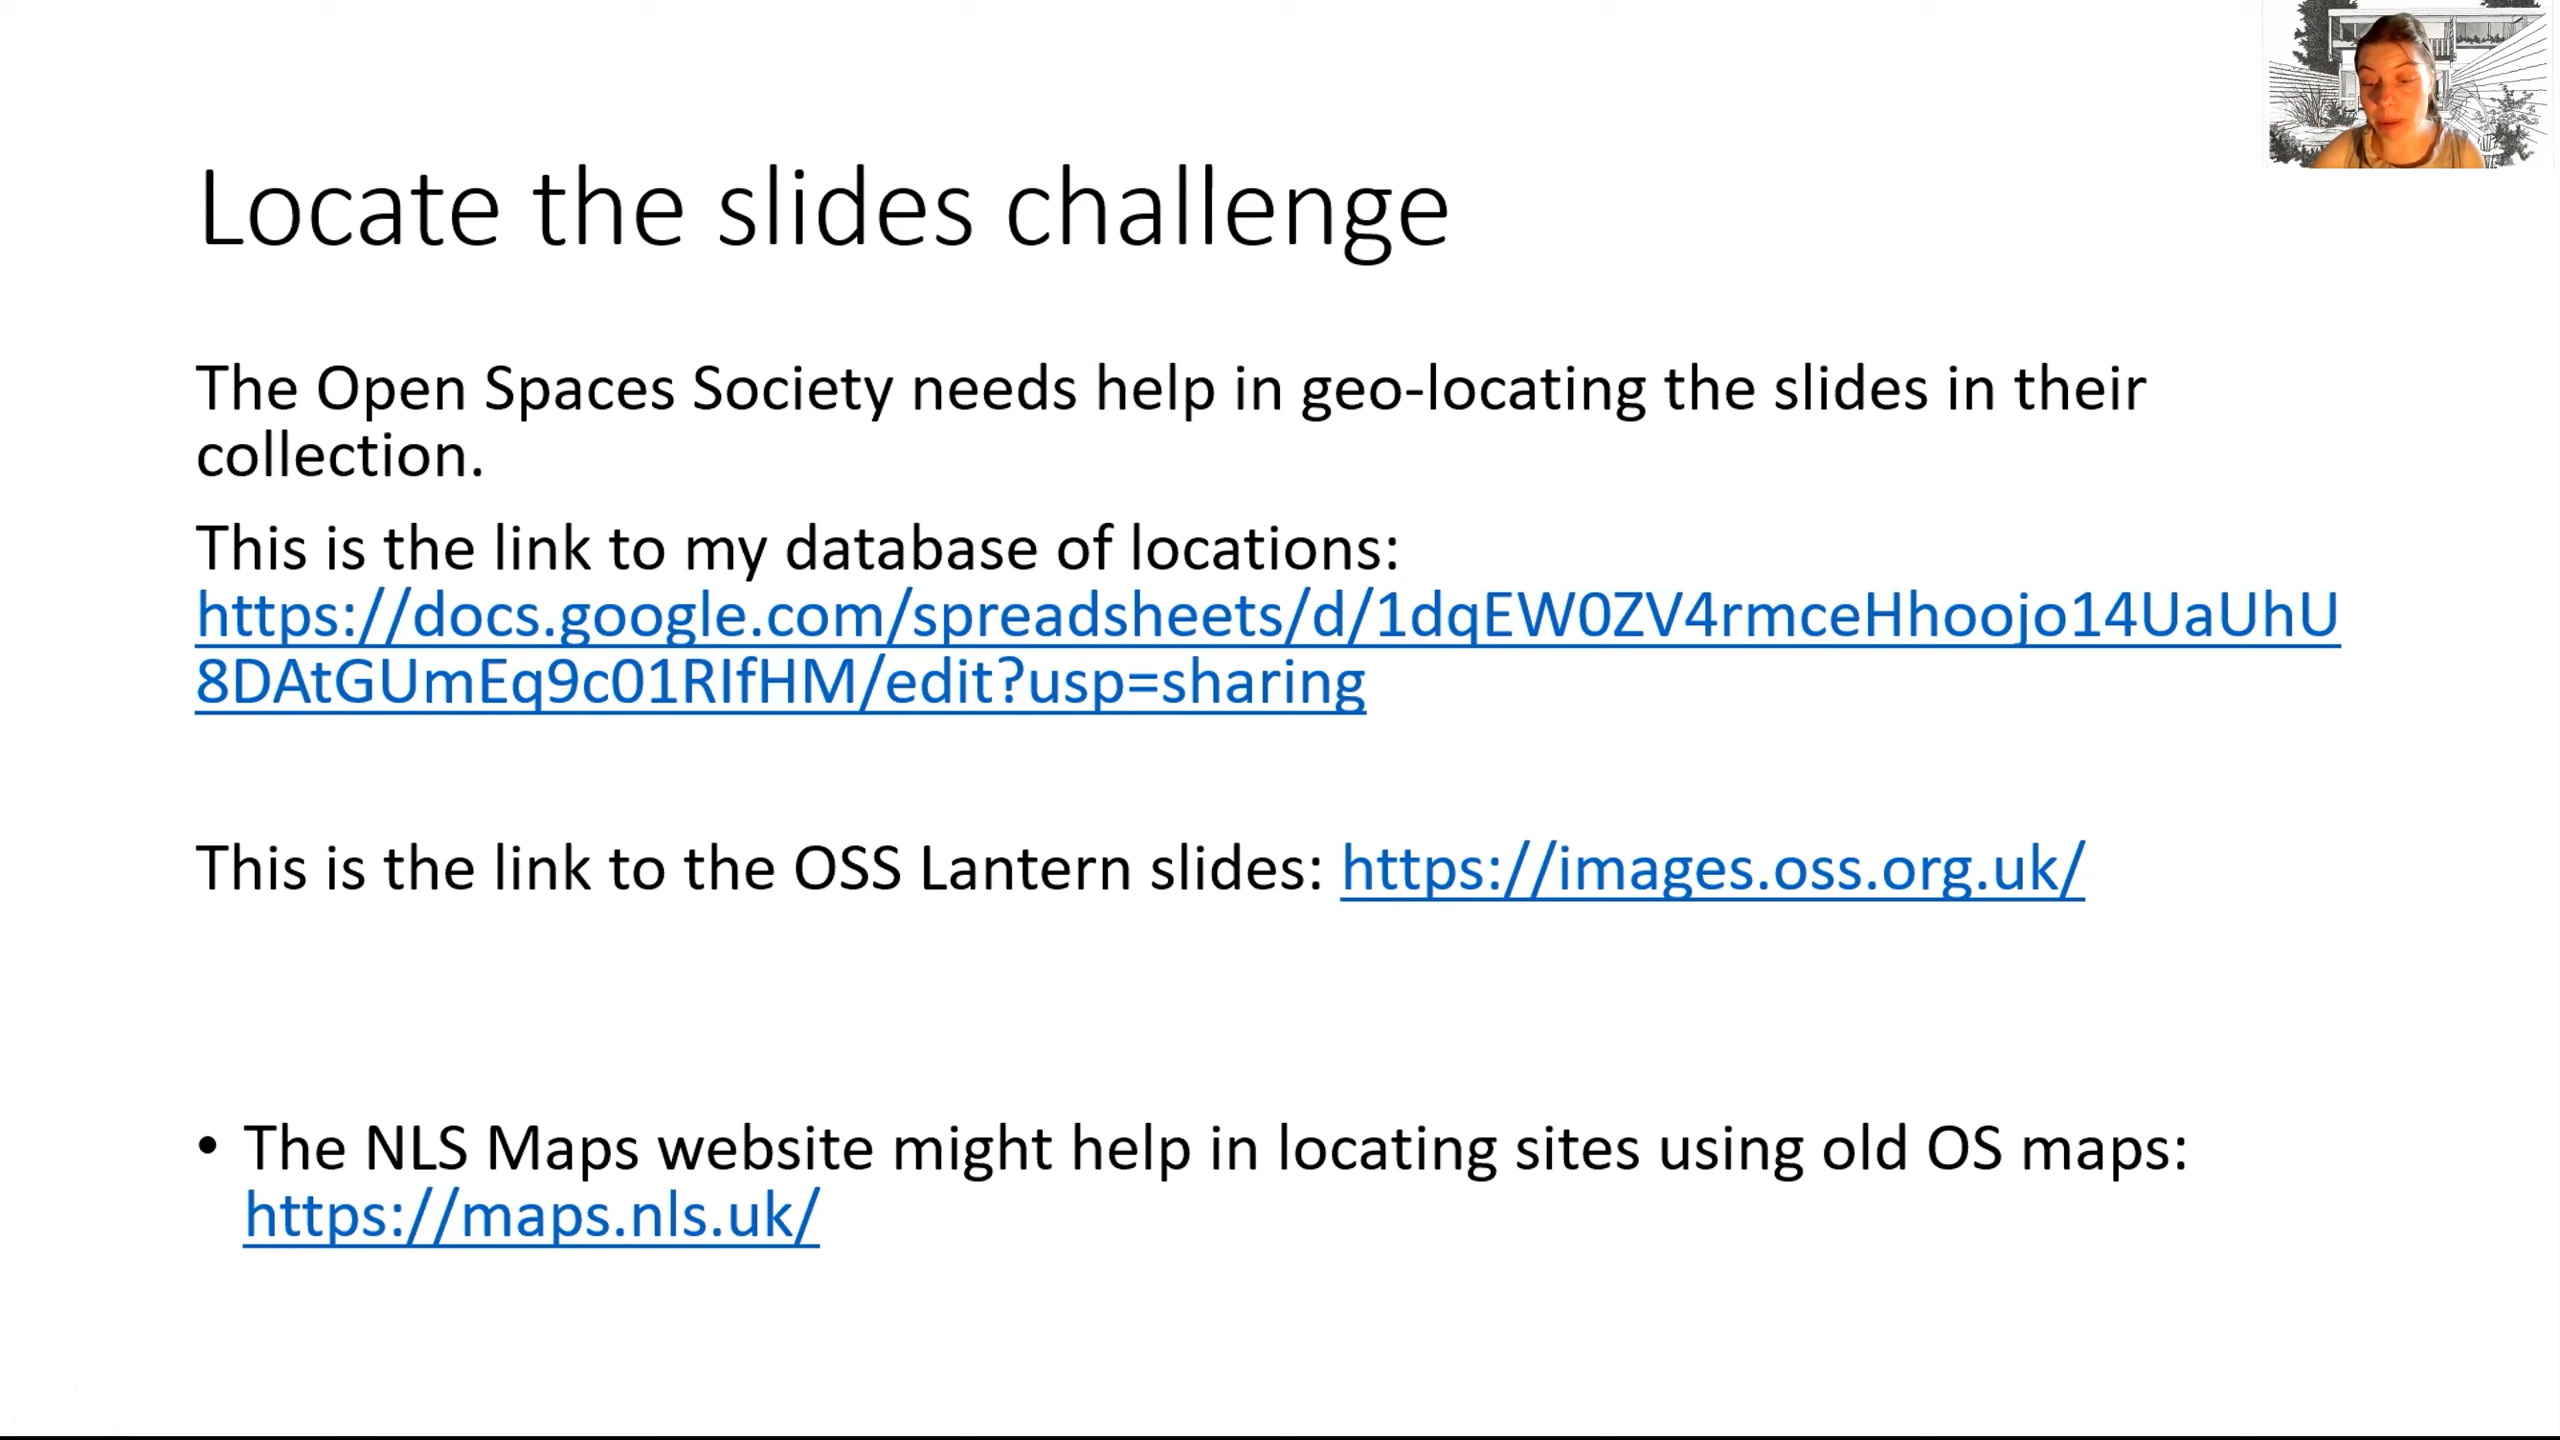 Locate the slides challenge
The Open Spaces Society needs help in geo-locating the slides in their
collection.
This is the link to my database of locations:
https://docs.google.com/spreadsheets/d/1dqEW0ZV4rmceHhoojo14UaUhU
8DAtGUmEq9c01RIfHM/edit?usp=sharing
This is the link to the OSS Lantern slides: https://images.oss.org.uk/
• The NLS Maps website might help in locating sites using old OS maps:
https://maps.nls.uk/